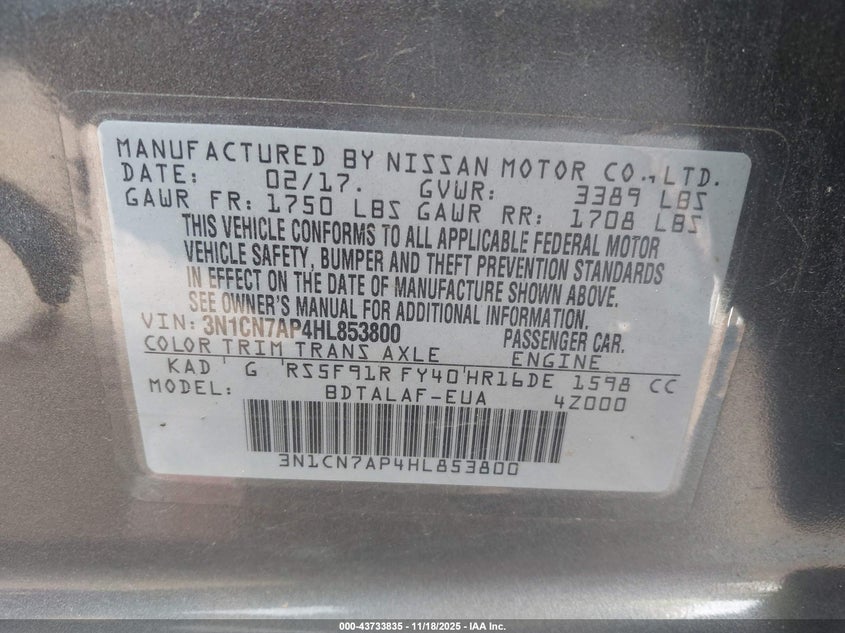 MANUFACTURED BY NISSAN MOTOR CO.,LTD.
DATE: 02/17. GVWR: 3389 LBS
GAWR FR: 1750 LBS GAWR RR: 1708 LBS
THIS VEHICLE CONFORMS TO ALL APPLICABLE FEDERAL MOTOR
VEHICLE SAFETY, BUMPER AND THEFT PREVENTION STANDARDS
IN EFFECT ON THE DATE OF MANUFACTURE SHOWN ABOVE.
SEE OWNER'S MANUAL FOR ADDITIONAL INFORMATION.
VIN: 3N1CN7AP4HL853800 PASSENGER CAR.
COLOR TRIM TRANS AXLE ENGINE
KAD G RS5F91R FY40 HR16DE 1598 CC
MODEL: BDTALAF-EUA 4Z000
3N1CN7AP4HL853800
000-43733835 - 11/18/2025 - IAA Inc.